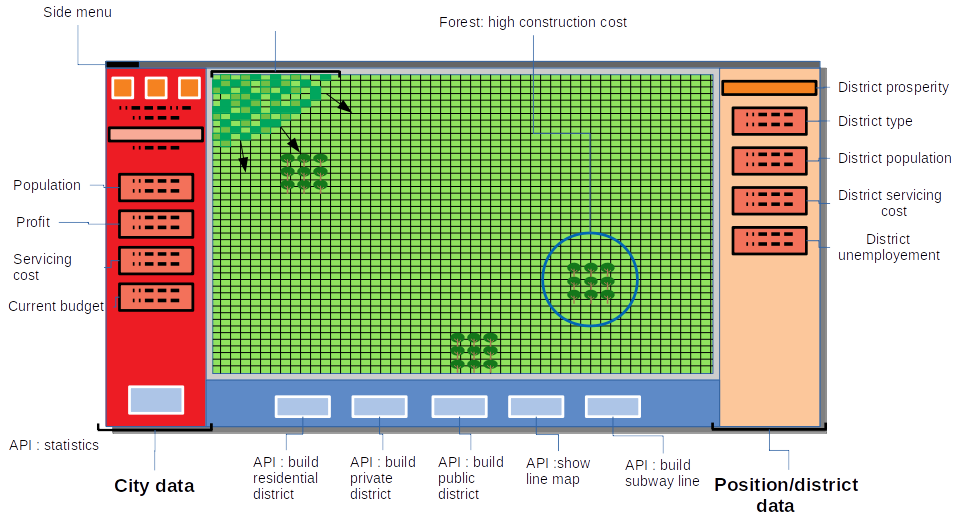 Side menu
Forest: high construction cost
Population
Profit
Servicing
cost
Current budget
API : statistics
City data
District prosperity
District type
District population
District servicing
cost
District
unemployement
API : build
residential
district
API : build
private
district
API : build
public
district
API :show
line map
API : build
subway line
Position/district
data